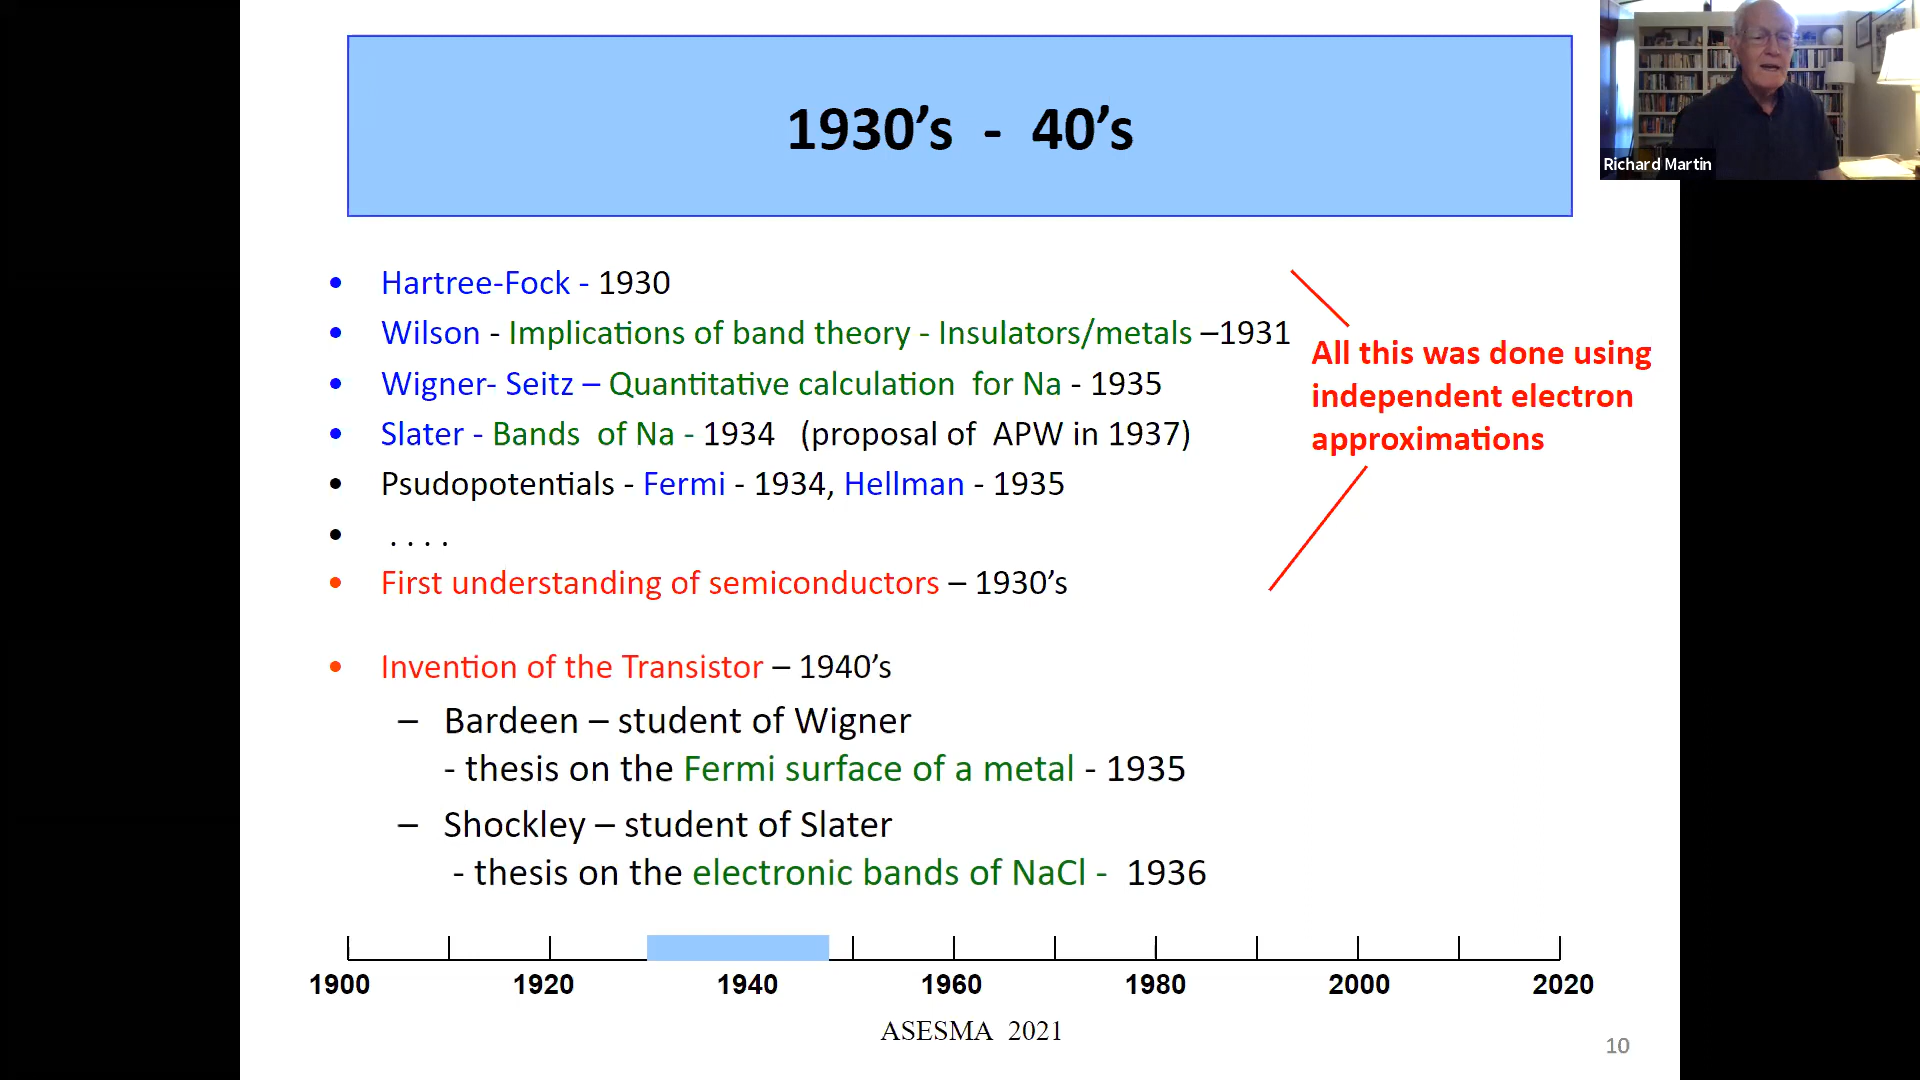 1930’s - 40’s
Richard Martin
• Hartree-Fock - 1930
• Wilson - Implications of band theory - Insulators/metals –1931
• Wigner- Seitz – Quantitative calculation for Na - 1935
• Slater - Bands of Na - 1934 (proposal of APW in 1937)
• Psudopotentials - Fermi - 1934, Hellman - 1935
• . . . .
• First understanding of semiconductors – 1930’s
All this was done using
independent electron
approximations
• Invention of the Transistor – 1940’s
– Bardeen – student of Wigner
- thesis on the Fermi surface of a metal - 1935
– Shockley – student of Slater
- thesis on the electronic bands of NaCl - 1936
1900 1920 1940 1960 1980 2000 2020
ASESMA 2021
10